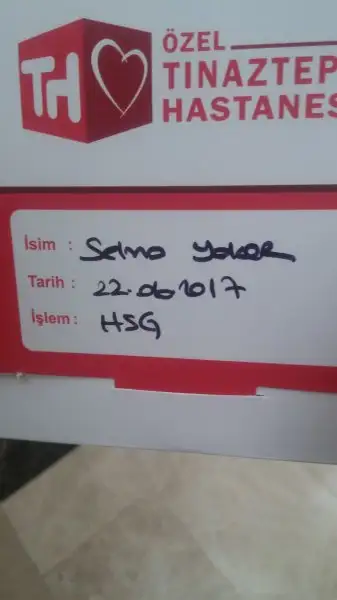 TH
ÖZEL
TINAZTEP
HASTANES
İsim : Selma
Tarih : 22.06.2017
İşlem : HSG